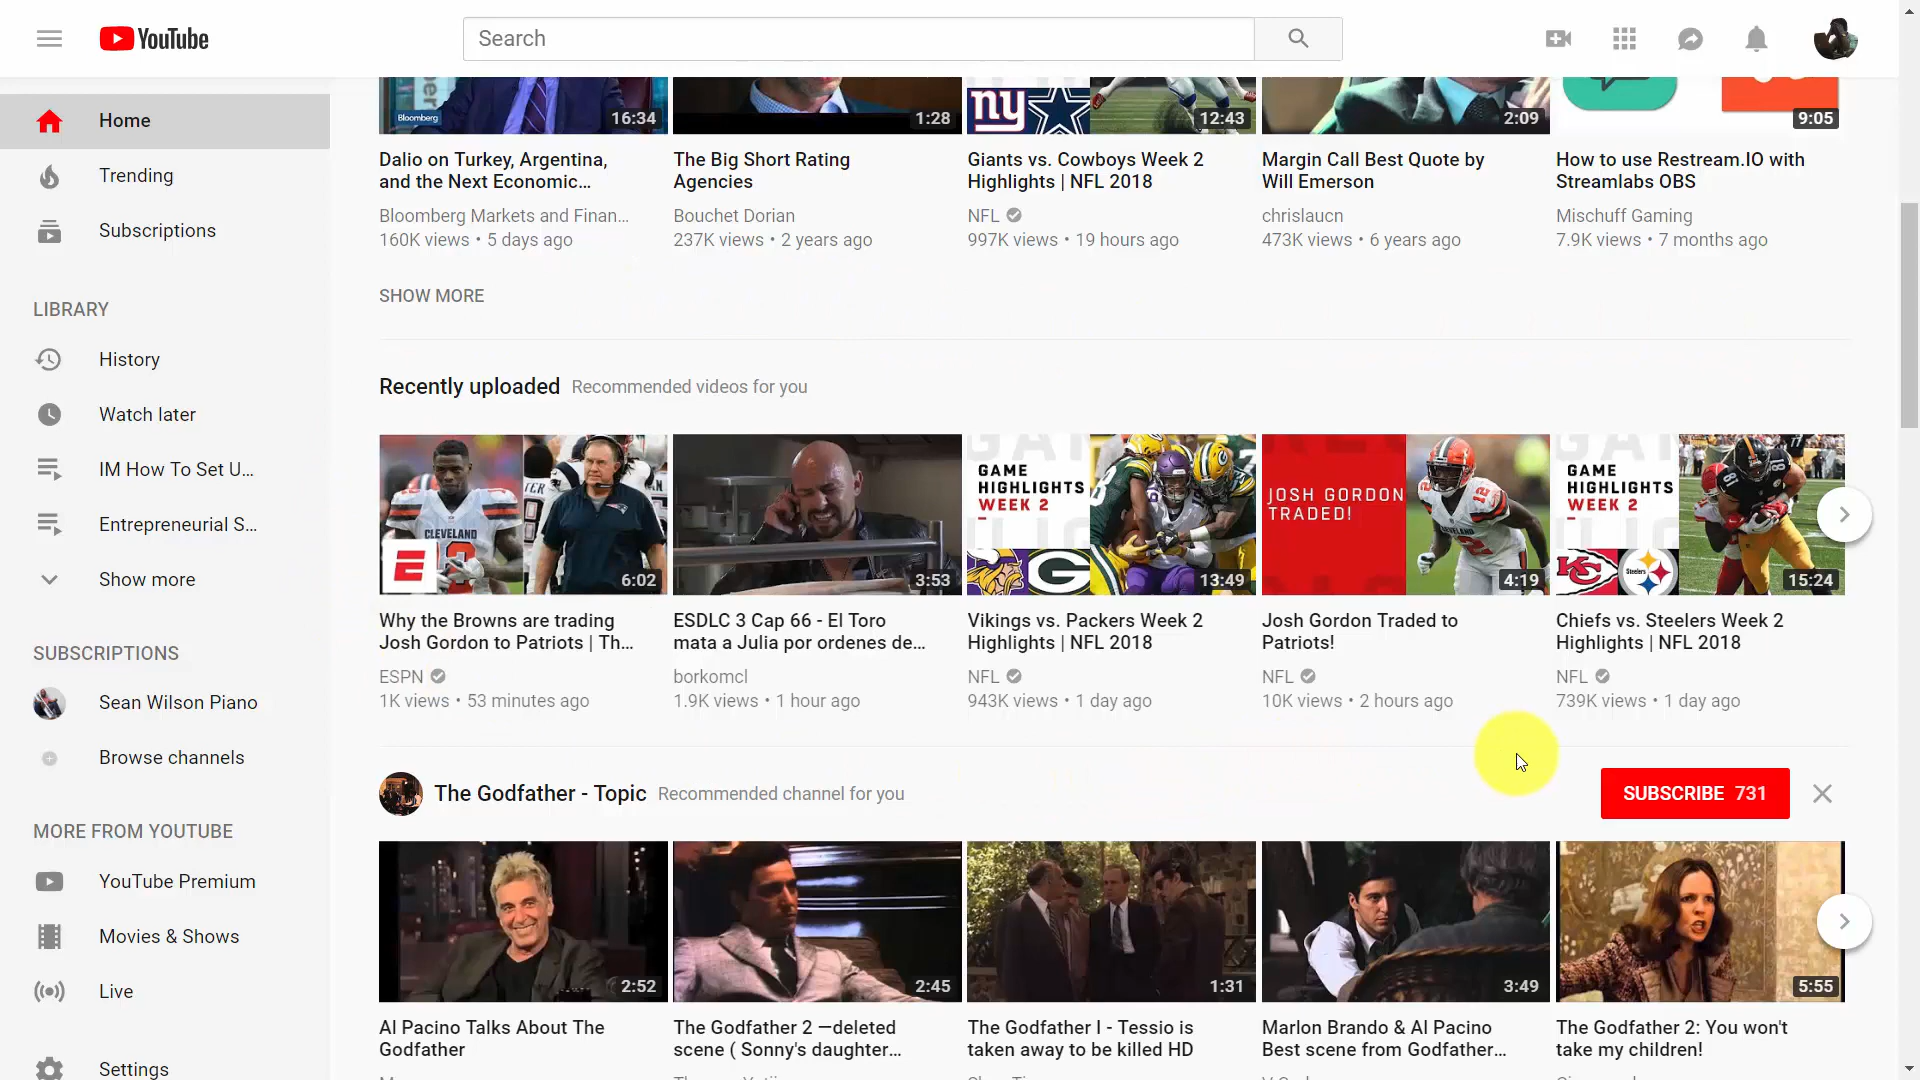 YouTube
Search
Home
Trending
Subscriptions
LIBRARY
History
Watch later
IM How To Set U...
Entrepreneurial S...
Show more
SUBSCRIPTIONS
Sean Wilson Piano
Browse channels
MORE FROM YOUTUBE
YouTube Premium
Movies & Shows
Live
Settings
Bloomberg
16:34
1:28
ny
12:43
2:09
9:05
Dalio on Turkey, Argentina,
and the Next Economic...
Bloomberg Markets and Finan...
160K views • 5 days ago
The Big Short Rating
Agencies
Bouchet Dorian
237K views • 2 years ago
Giants vs. Cowboys Week 2
Highlights | NFL 2018
NFL
997K views • 19 hours ago
Margin Call Best Quote by
Will Emerson
chrislaucn
473K views • 6 years ago
How to use Restream.IO with
Streamlabs OBS
Mischuff Gaming
7.9K views • 7 months ago
SHOW MORE
Recently uploaded Recommended videos for you
CLEVELAND
6:02
3:53
GAME
HIGHLIGHTS
WEEK 2
G
13:49
JOSH GORDON
TRADED!
4:19
GAME
HIGHLIGHTS
WEEK 2
KC
Steelers
81
15:24
Why the Browns are trading
Josh Gordon to Patriots | Th...
ESPN
1K views • 53 minutes ago
ESDLC 3 Cap 66 - El Toro
mata a Julia por ordenes de...
borkomcl
1.9K views • 1 hour ago
Vikings vs. Packers Week 2
Highlights | NFL 2018
NFL
943K views • 1 day ago
Josh Gordon Traded to
Patriots!
NFL
10K views • 2 hours ago
Chiefs vs. Steelers Week 2
Highlights | NFL 2018
NFL
739K views • 1 day ago
The Godfather - Topic Recommended channel for you
SUBSCRIBE 731
2:52
2:45
1:31
3:49
5:55
Al Pacino Talks About The
Godfather
The Godfather 2 —deleted
scene ( Sonny's daughter...
The Godfather I - Tessio is
taken away to be killed HD
Marlon Brando & Al Pacino
Best scene from Godfather...
The Godfather 2: You won't
take my children!